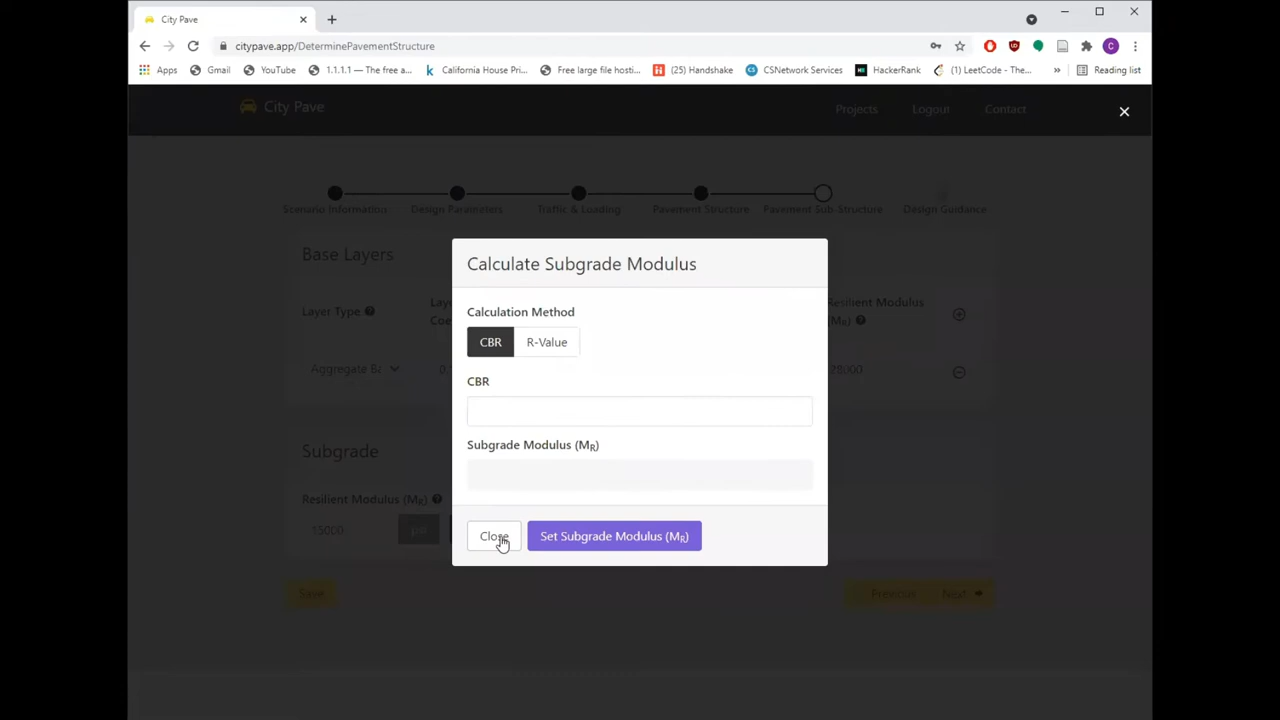 City Pave
citypave.app/DeterminePavementStructure
Apps Gmail YouTube 1.1.1.1 — The free a... California House Pri... Free large file hosti... (25) Handshake CSNetwork Services HackerRank (1) LeetCode - The... » Reading list
City Pave Projects Logout Contact
Scenario Information Design Parameters Traffic & Loading Pavement Structure Pavement Sub-Structure Design Guidance
Base Layers
Calculate Subgrade Modulus
Layer Type
Resilient Modulus
(MR)
Calculation Method
CBR R-Value
Aggregate Ba
CBR
Subgrade
Subgrade Modulus (MR)
Resilient Modulus (MR)
15000 psi
Close Set Subgrade Modulus (MR)
Save Previous Next